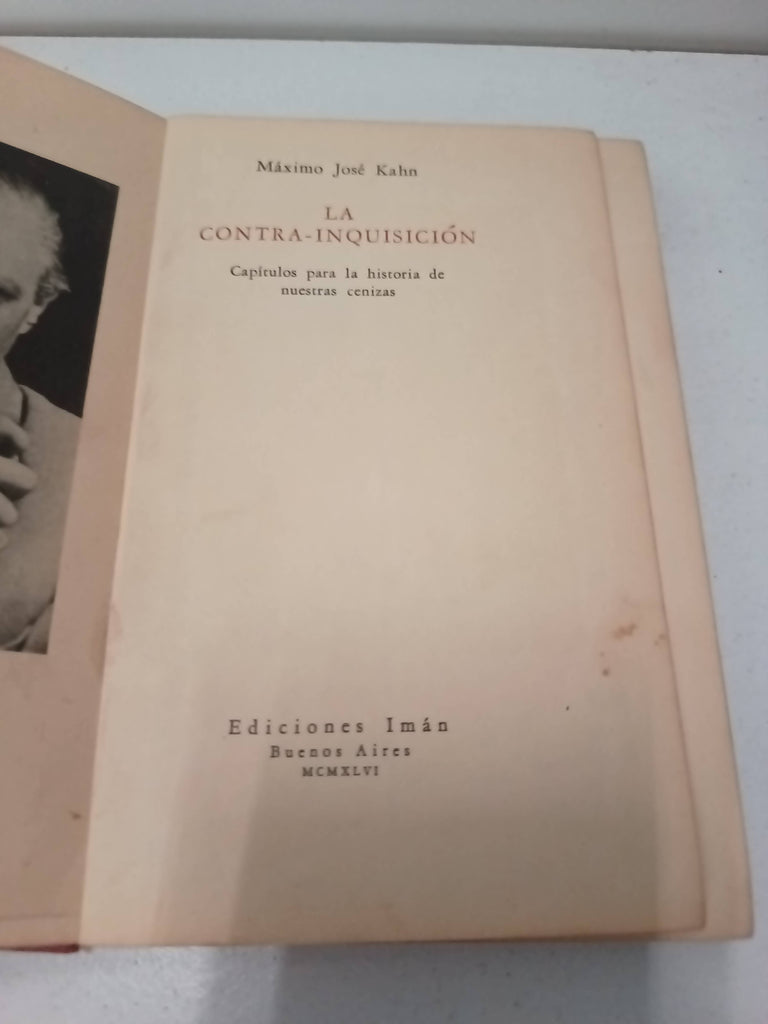 Máximo José Kahn
LA
CONTRA-INQUISICIÓN
Capítulos para la historia de
nuestras cenizas
Ediciones Imán
Buenos Aires
MCMXLVI